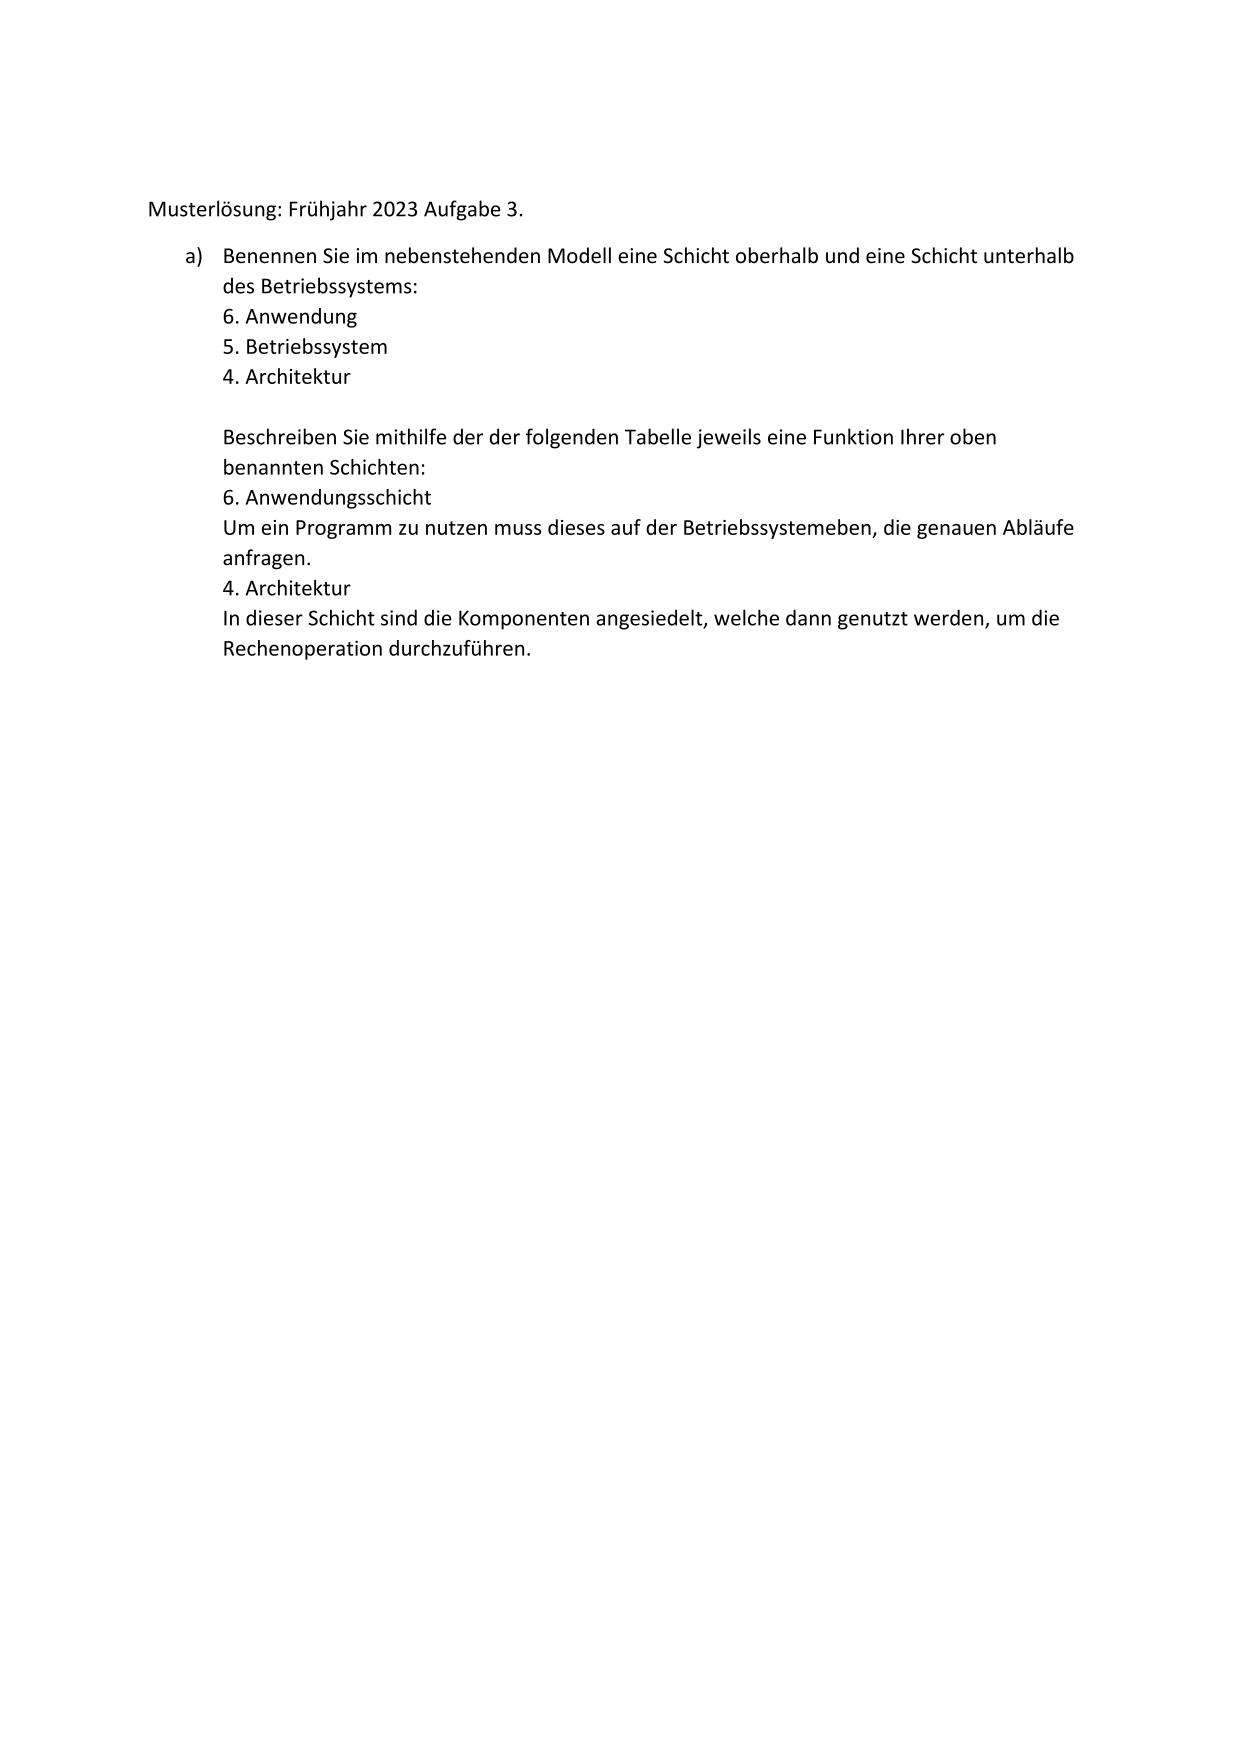 Musterlösung: Frühjahr 2023 Aufgabe 3.
a) Benennen Sie im nebenstehenden Modell eine Schicht oberhalb und eine Schicht unterhalb
des Betriebssystems:
6. Anwendung
5. Betriebssystem
4. Architektur
Beschreiben Sie mithilfe der der folgenden Tabelle jeweils eine Funktion Ihrer oben
benannten Schichten:
6. Anwendungsschicht
Um ein Programm zu nutzen muss dieses auf der Betriebssystemeben, die genauen Abläufe
anfragen.
4. Architektur
In dieser Schicht sind die Komponenten angesiedelt, welche dann genutzt werden, um die
Rechenoperation durchzuführen.